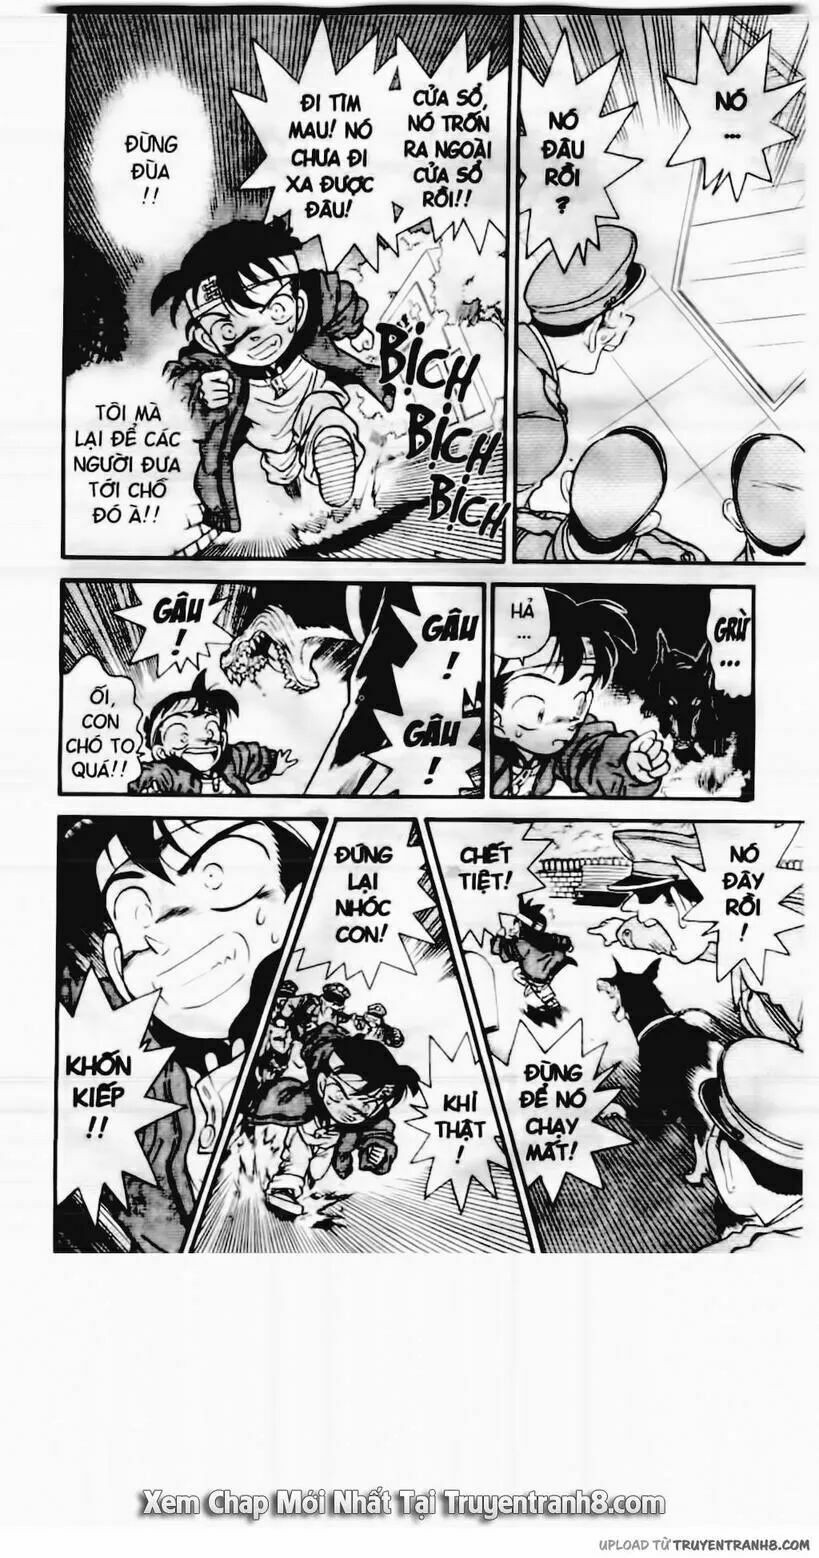 NÓ
...
NÓ
ĐÂU
RỒI
?
CỬA SỔ,
NÓ TRỐN
RA NGOÀI
CỬA SỔ
RỒI!!
ĐI TÌM
MAU! NÓ
CHƯA ĐI
XA ĐƯỢC
ĐÂU!
ĐỪNG
ĐÙA
!!
BỊCH
BỊCH
BỊCH
TÔI MÀ
LẠI ĐỂ CÁC
NGƯỜI ĐƯA
TỚI CHỖ
ĐÓ À!!
GRỪ
...
HẢ
...
GÂU
!
GÂU
!
GÂU
!
ỐI,
CON
CHÓ TO
QUÁ!!
NÓ
ĐÂY
RỒI
!
CHẾT
TIỆT!
ĐỪNG
ĐỂ NÓ
CHẠY
MẤT!
ĐỨNG
LẠI
NHÓC
CON!
KHỈ
THẬT
!
KHỐN
KIẾP
!!
Xem Chap Mới Nhất Tại Truyentranh8.com
UPLOAD TỪ TRUYENTRANH8.COM